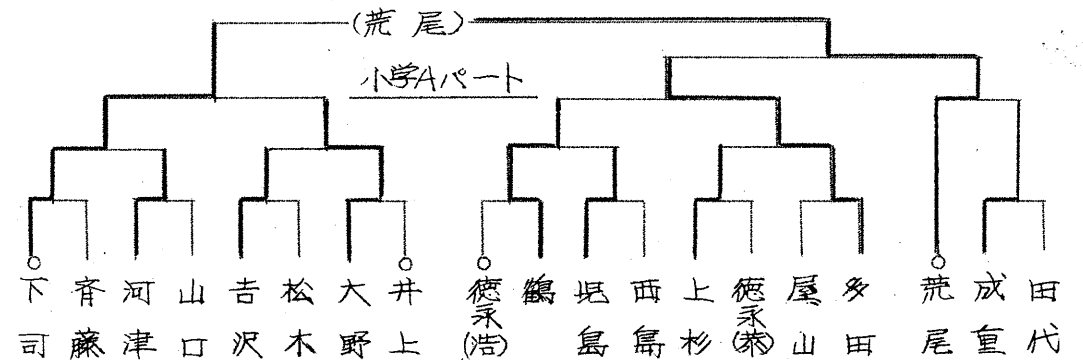 (荒尾)
小学Aパート
下司
斉藤
河津
山口
吉沢
松木
大野
井上
徳永(浩)
鶴
児島
西島
上杉
徳永(恭)
屋山
多田
荒尾
成重
田代